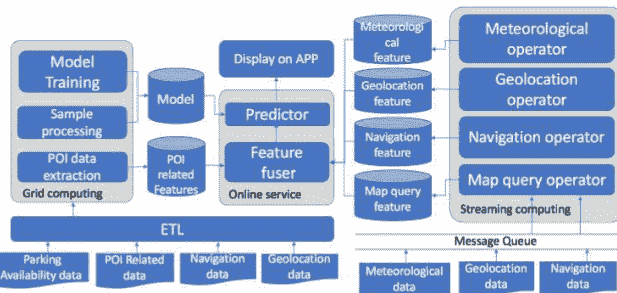 Model
Training
Sample
processing
POI data
extraction
Grid computing
Model
POI
related
Features
Display on APP
Predictor
Feature
fuser
Online service
Meteorologi
cal feature
Geolocation
feature
Navigation
feature
Map query
feature
Meteorological
operator
Geolocation
operator
Navigation operator
Map query operator
Streaming computing
ETL
Parking
Availability data
POI Related
data
Navigation
data
Geolocation
data
Message Queue
Meteorological
data
Geolocation
data
Navigation
data